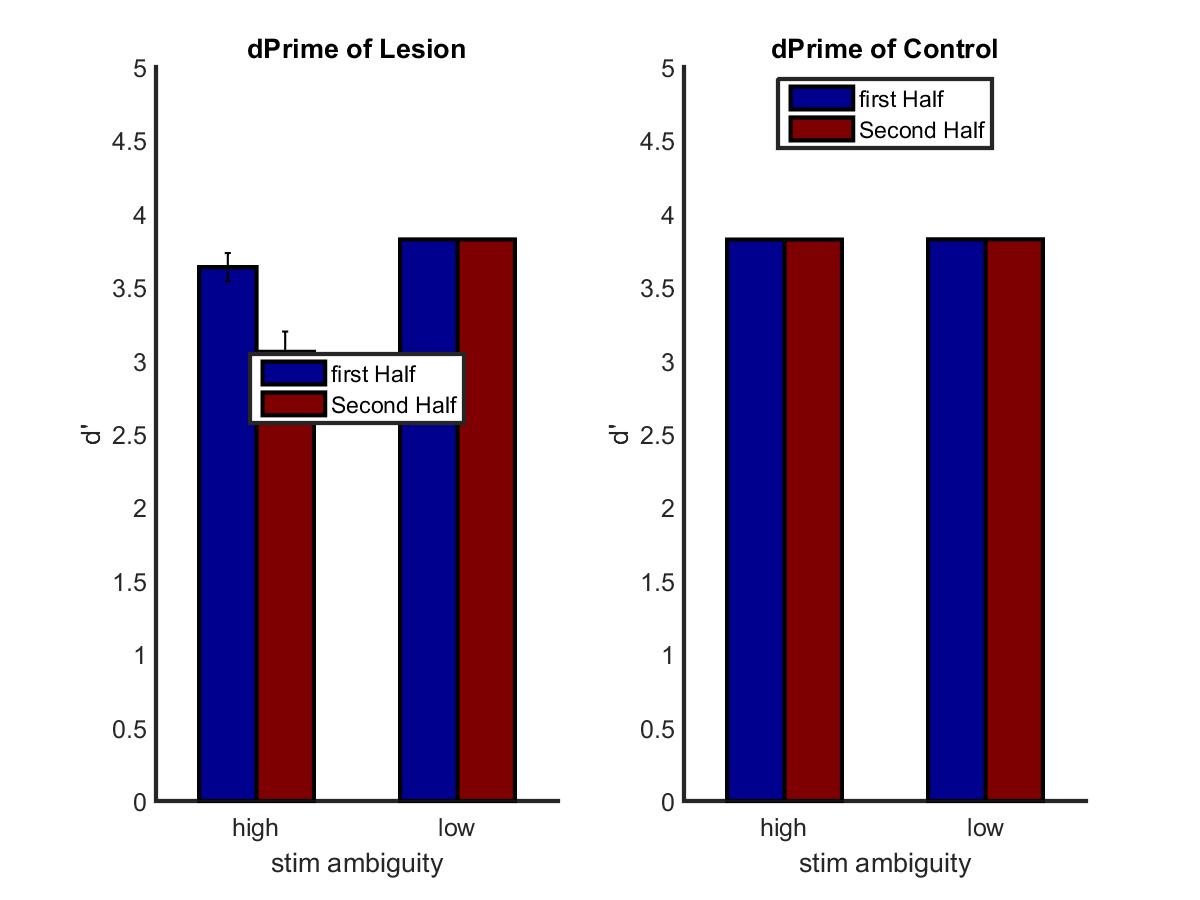 dPrime of Lesion
5
4.5
4
3.5
3
2.5
2
1.5
1
0.5
0
d'
first Half
Second Half
high low
stim ambiguity
dPrime of Control
5
4.5
4
3.5
3
2.5
2
1.5
1
0.5
0
d'
first Half
Second Half
high low
stim ambiguity